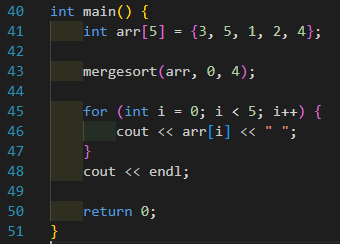 40 int main() {
41     int arr[5] = {3, 5, 1, 2, 4};
42
43     mergesort(arr, 0, 4);
44
45     for (int i = 0; i < 5; i++) {
46         cout << arr[i] << " ";
47     }
48     cout << endl;
49
50     return 0;
51 }